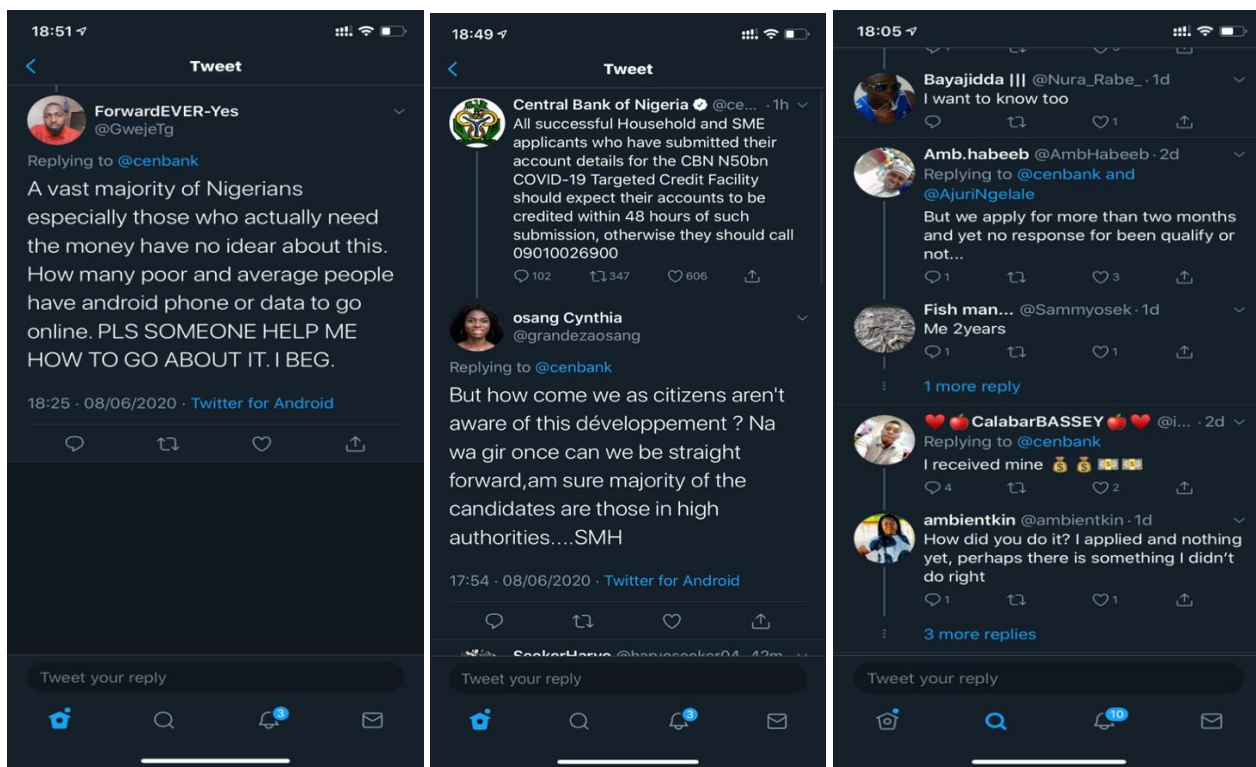 18:51
Tweet
ForwardEVER-Yes
@GwejeTg
Replying to @cenbank
A vast majority of Nigerians
especially those who actually need
the money have no idear about this.
How many poor and average people
have android phone or data to go
online. PLS SOMEONE HELP ME
HOW TO GO ABOUT IT. I BEG.
18:25 · 08/06/2020 · Twitter for Android
Tweet your reply
3
18:49
Tweet
Central Bank of Nigeria @ce... · 1h
All successful Household and SME
applicants who have submitted their
account details for the CBN N50bn
COVID-19 Targeted Credit Facility
should expect their accounts to be
credited within 48 hours of such
submission, otherwise they should call
09010026900
102 347 606
osang Cynthia
@grandezaosang
Replying to @cenbank
But how come we as citizens aren't
aware of this développement ? Na
wa gir once can we be straight
forward,am sure majority of the
candidates are those in high
authorities....SMH
17:54 · 08/06/2020 · Twitter for Android
SeekerHarvo @harvoseeker04 42m
Tweet your reply
3
18:05
Bayajidda ||| @Nura_Rabe_ · 1d
I want to know too
1
Amb.habeeb @AmbHabeeb · 2d
Replying to @cenbank and
@AjuriNgelale
But we apply for more than two months
and yet no response for been qualify or
not...
1 3
Fish man... @Sammyosek · 1d
Me 2years
1 1
1 more reply
❤️🍎CalabarBASSEY🍎❤️ @i... · 2d
Replying to @cenbank
I received mine 💰 💰 💵 💵
4 2
ambientkin @ambientkin · 1d
How did you do it? I applied and nothing
yet, perhaps there is something I didn't
do right
1 1
3 more replies
Tweet your reply
10